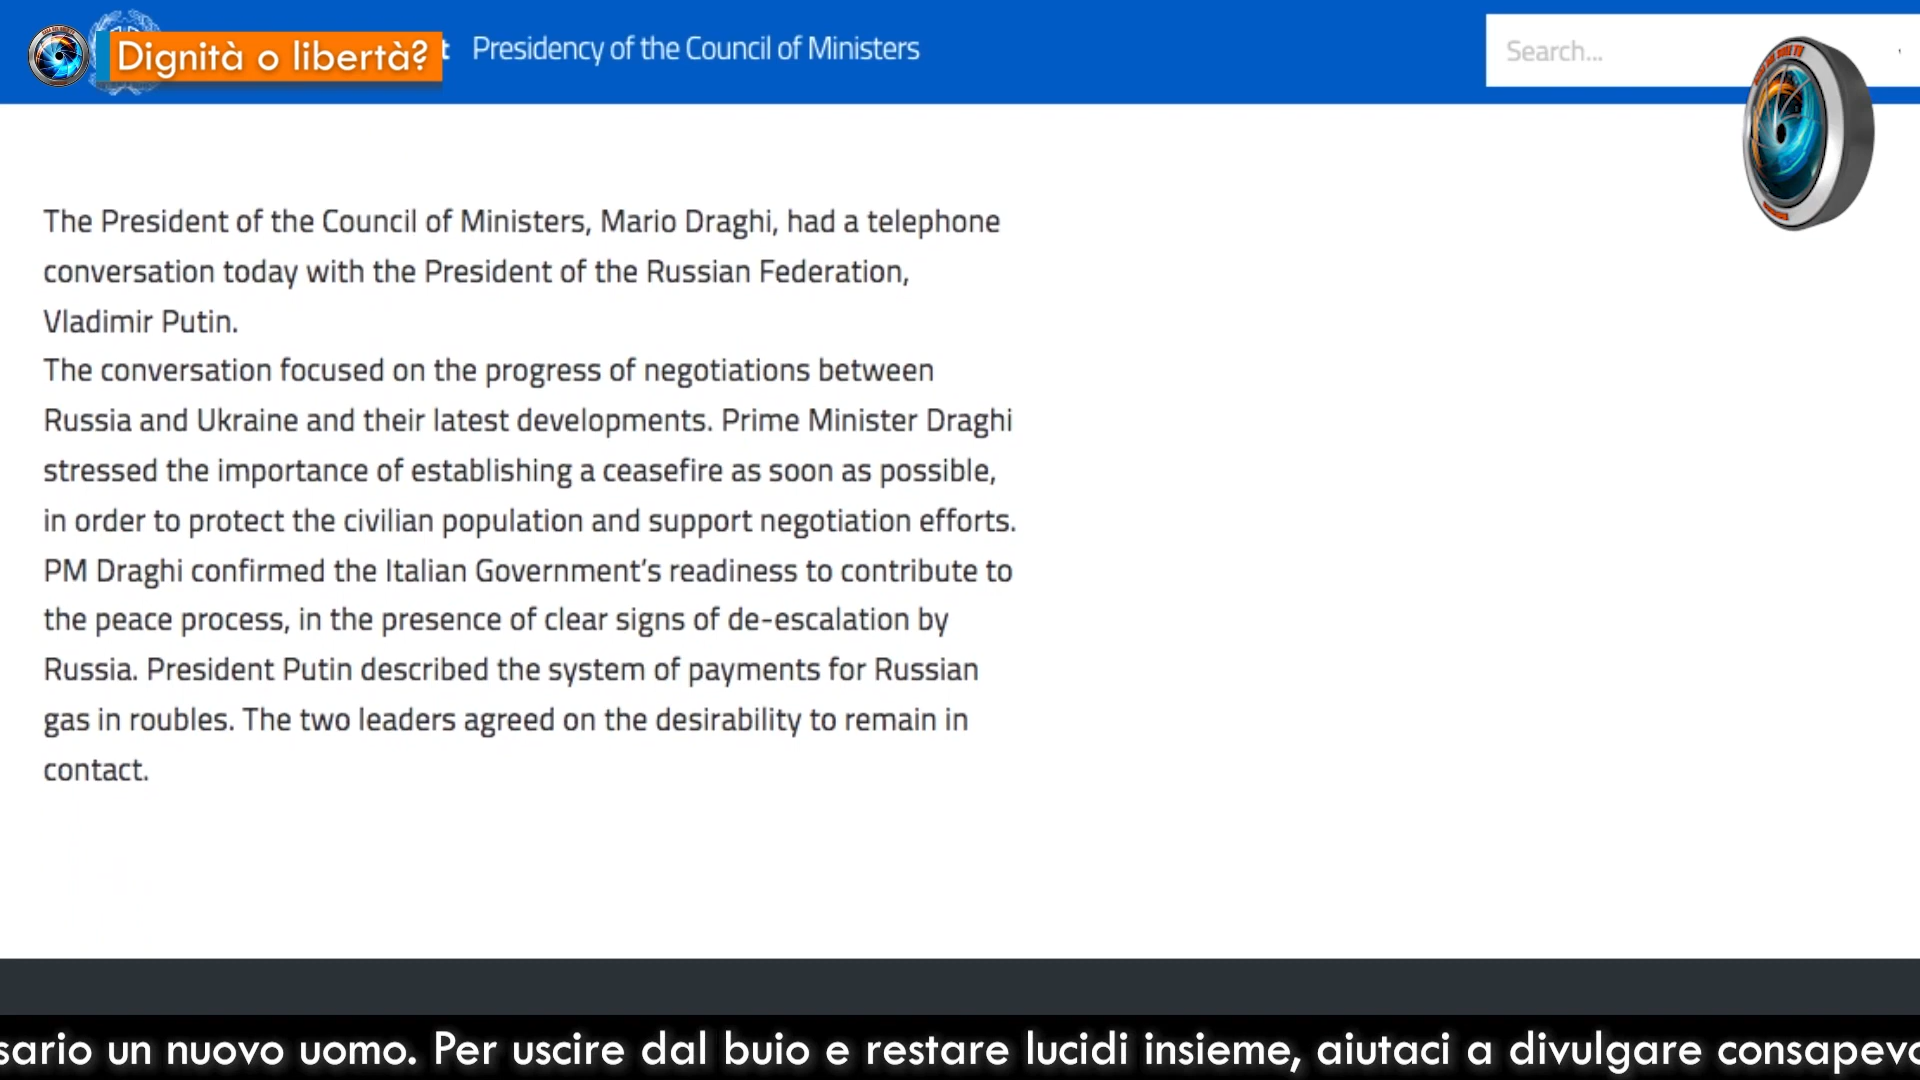 Dignità o libertà?
Presidency of the Council of Ministers
Search...
The President of the Council of Ministers, Mario Draghi, had a telephone
conversation today with the President of the Russian Federation,
Vladimir Putin.
The conversation focused on the progress of negotiations between
Russia and Ukraine and their latest developments. Prime Minister Draghi
stressed the importance of establishing a ceasefire as soon as possible,
in order to protect the civilian population and support negotiation efforts.
PM Draghi confirmed the Italian Government’s readiness to contribute to
the peace process, in the presence of clear signs of de-escalation by
Russia. President Putin described the system of payments for Russian
gas in roubles. The two leaders agreed on the desirability to remain in
contact.
sario un nuovo uomo. Per uscire dal buio e restare lucidi insieme, aiutaci a divulgare consapevo